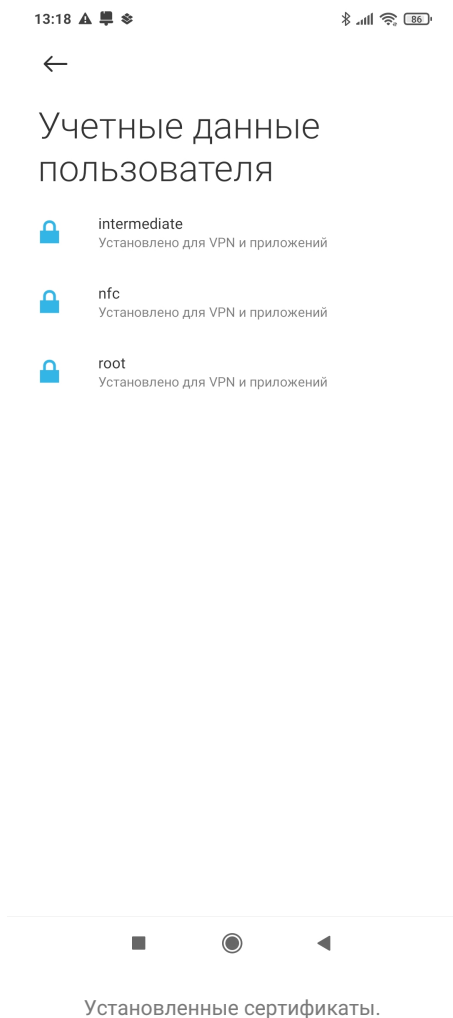 13:18
86
Учетные данные
пользователя
intermediate
Установлено для VPN и приложений
nfc
Установлено для VPN и приложений
root
Установлено для VPN и приложений
Установленные сертификаты.